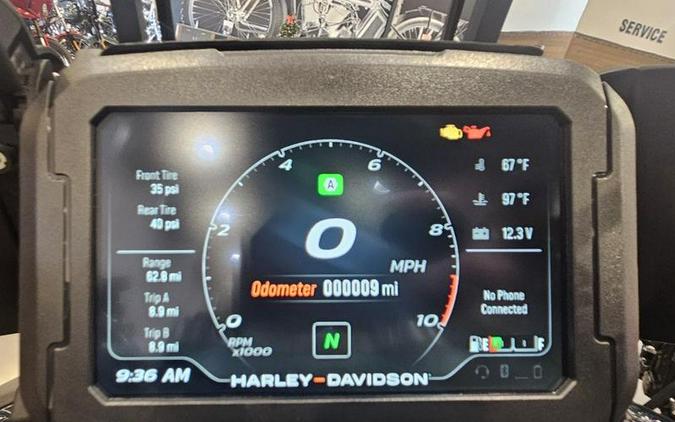 SERVICE
Front Tire
35 psi
Rear Tire
40 psi
Range
62.8 mi
Trip A
8.9 mi
Trip B
8.9 mi
9:36 AM
0
2
4
6
8
10
RPM
x1000
A
0
MPH
Odometer 000009 mi
N
HARLEY-DAVIDSON
67 °F
97 °F
12.3 V
No Phone
Connected
E F